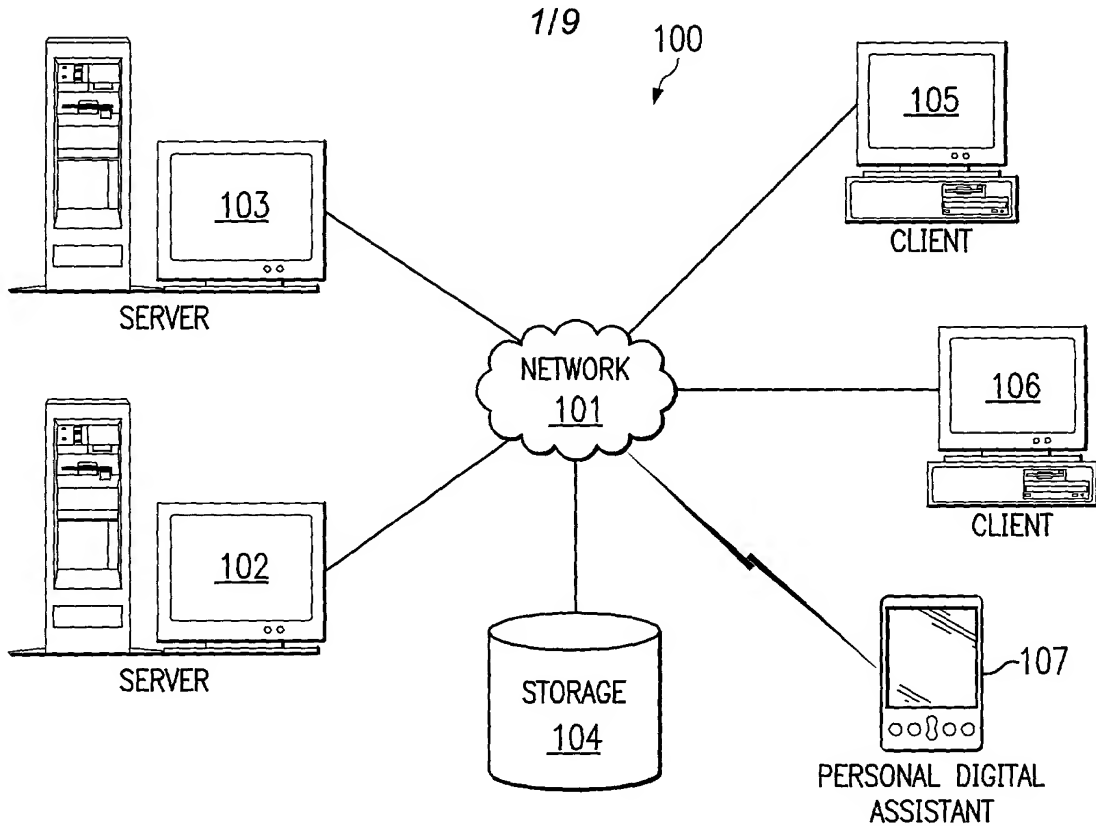 1/9
100
105
CLIENT
103
SERVER
NETWORK
101
106
CLIENT
102
SERVER
STORAGE
104
107
PERSONAL DIGITAL
ASSISTANT